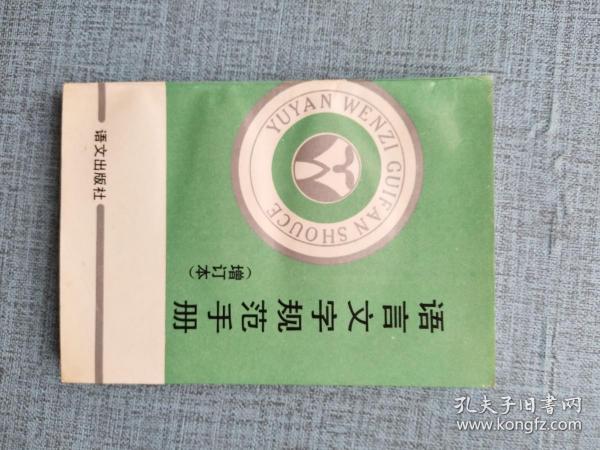 语言文字规范手册
（增订本）
YUYAN WENZI GUIFAN SHOUCE
语文出版社
孔夫子旧书网
www.kongfz.com